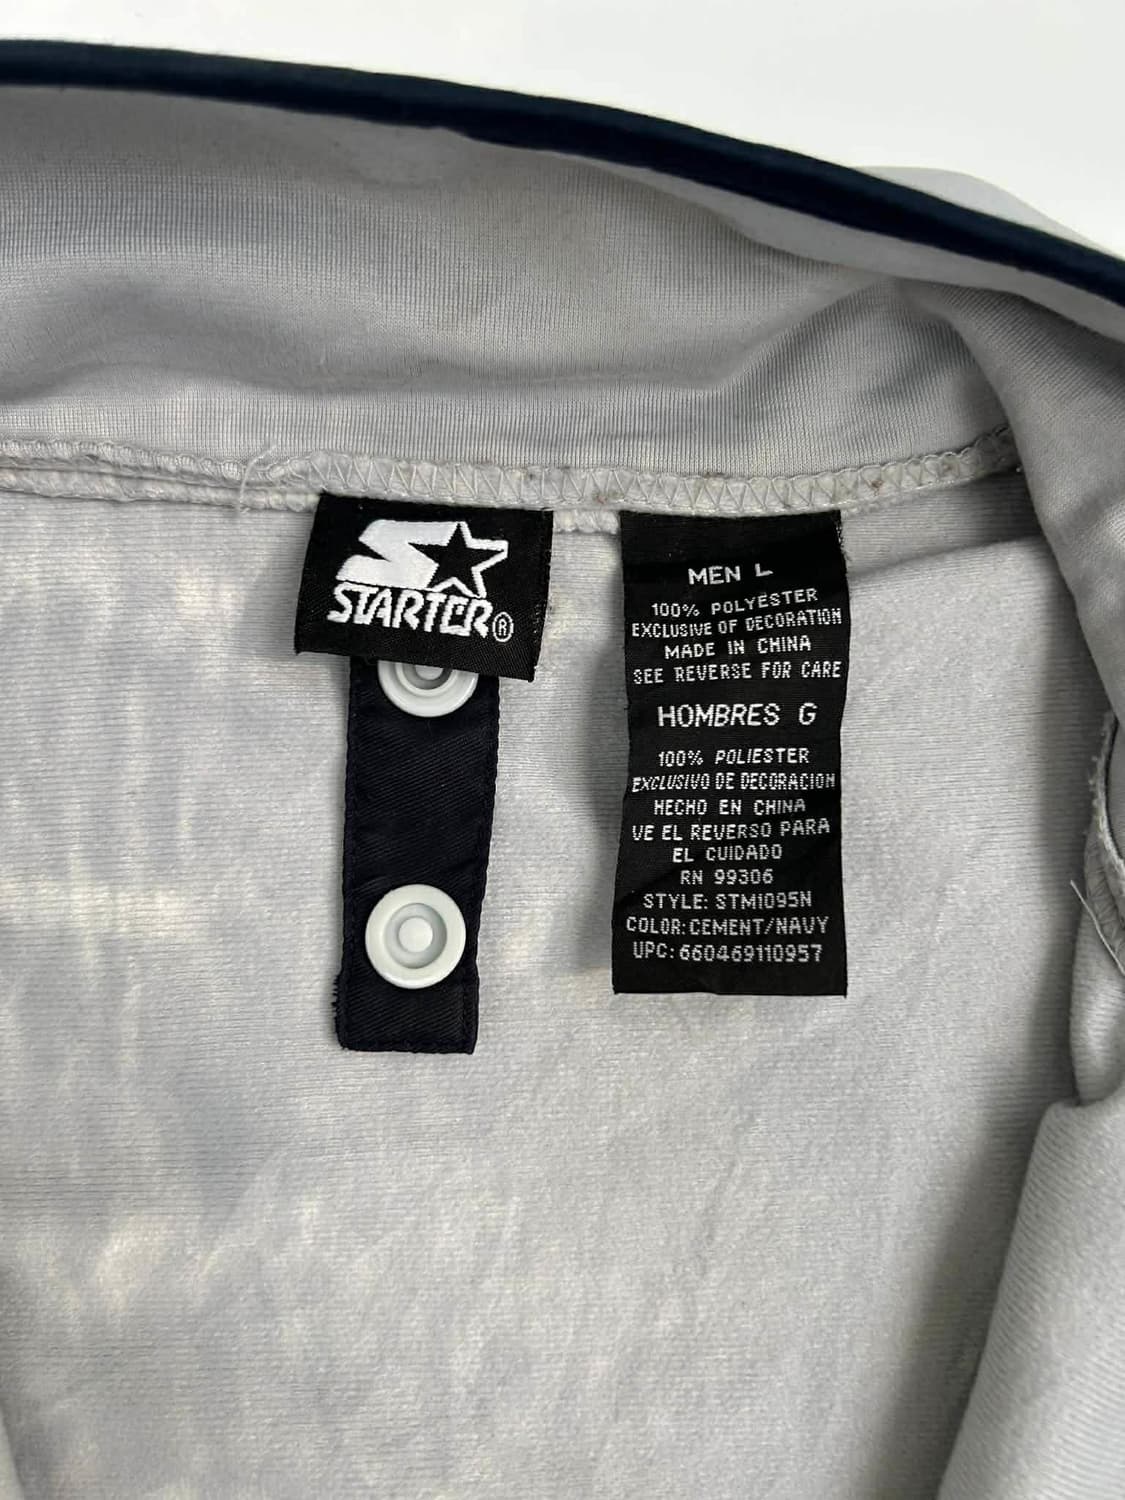 STARTER®
MEN L
100% POLYESTER
EXCLUSIVE OF DECORATION
MADE IN CHINA
SEE REVERSE FOR CARE
HOMBRES G
100% POLIESTER
EXCLUSIVO DE DECORACION
HECHO EN CHINA
VE EL REVERSO PARA
EL CUIDADO
RN 99306
STYLE: STM1095N
COLOR: CEMENT/NAVY
UPC: 660469110957